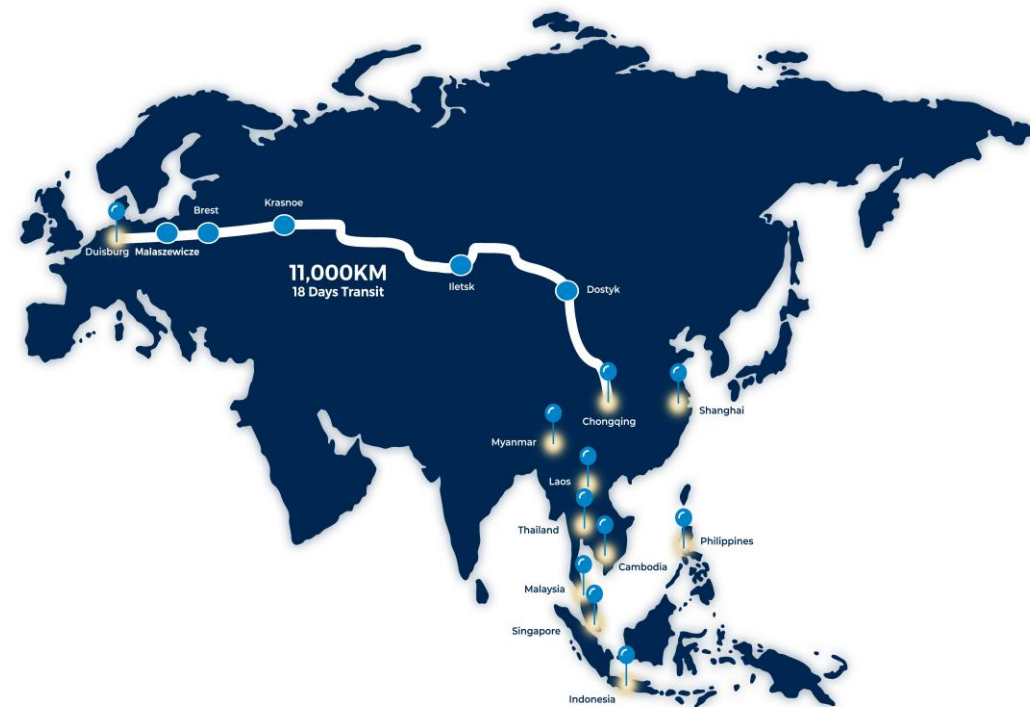 Krasnoe
Brest
Duisburg
Malaszewicze
11,000KM
18 Days Transit
Iletsk
Dostyk
Chongqing
Shanghai
Myanmar
Laos
Thailand
Philippines
Cambodia
Malaysia
Singapore
Indonesia